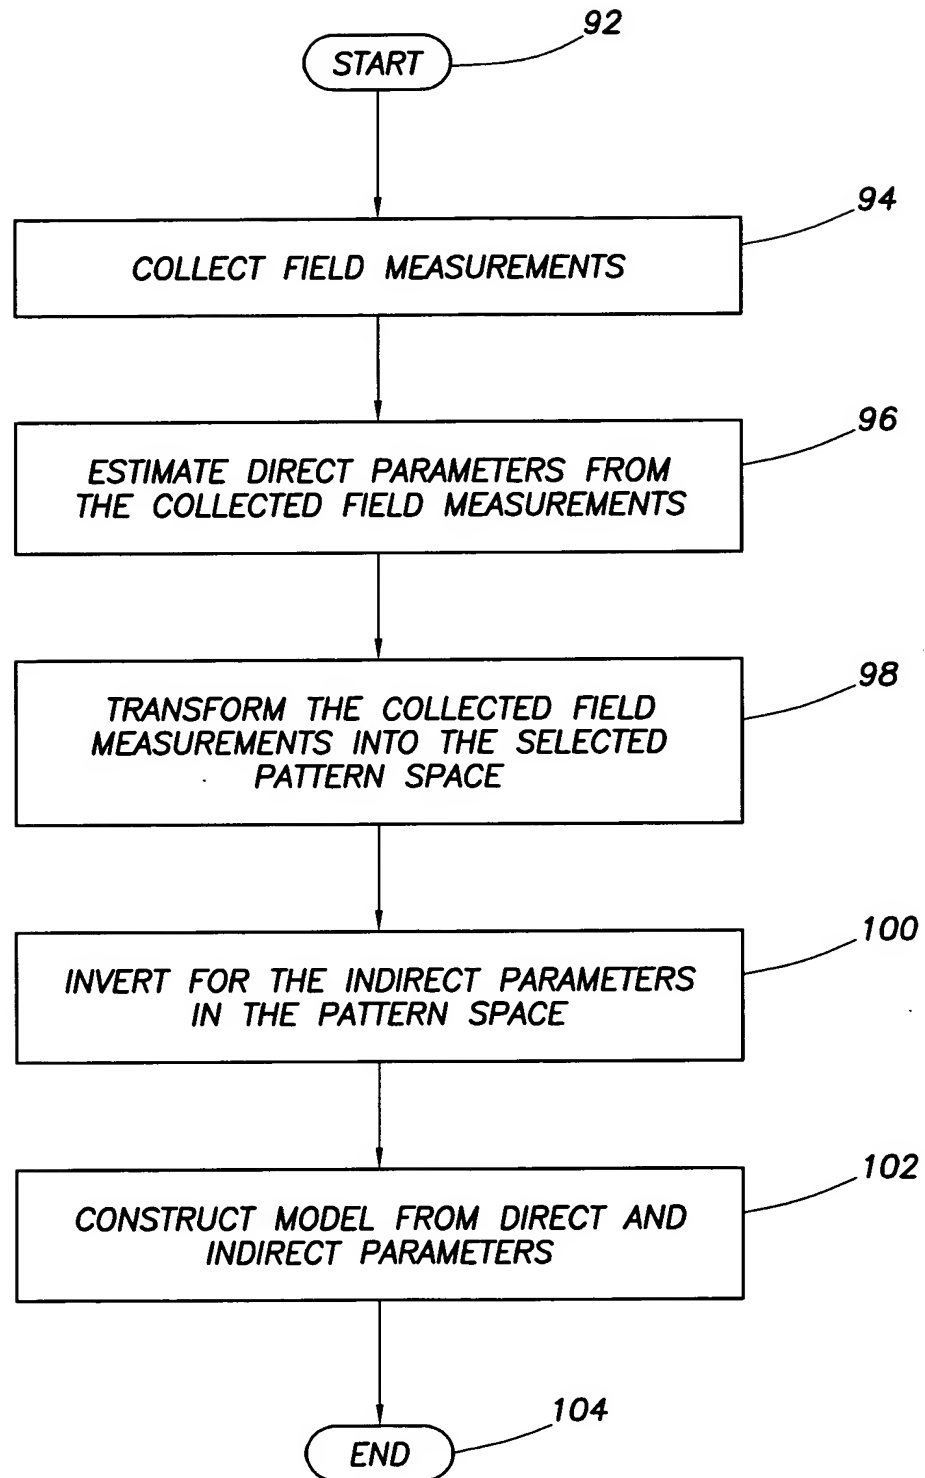 92
START
94
COLLECT FIELD MEASUREMENTS
96
ESTIMATE DIRECT PARAMETERS FROM
THE COLLECTED FIELD MEASUREMENTS
98
TRANSFORM THE COLLECTED FIELD
MEASUREMENTS INTO THE SELECTED
PATTERN SPACE
100
INVERT FOR THE INDIRECT PARAMETERS
IN THE PATTERN SPACE
102
CONSTRUCT MODEL FROM DIRECT AND
INDIRECT PARAMETERS
104
END